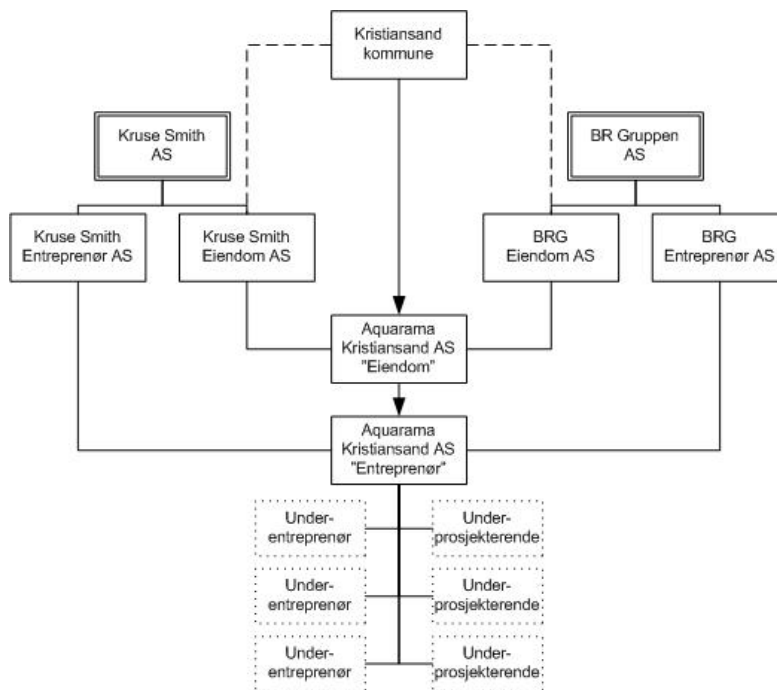 Kristiansand
kommune
Kruse Smith
AS
BR Gruppen
AS
Kruse Smith
Entreprenør AS
Kruse Smith
Eiendom AS
BRG
Eiendom AS
BRG
Entreprenør AS
Aquarama
Kristiansand AS
"Eiendom"
Aquarama
Kristiansand AS
"Entreprenør"
Under-
entreprenør
Under-
prosjekterende
Under-
entreprenør
Under-
prosjekterende
Under-
entreprenør
Under-
prosjekterende